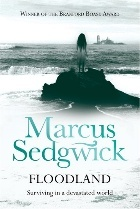 WINNER OF THE BRANFORD BOASE AWARD
Marcus
Sedgwick
FLOODLAND
Surviving in a devastated world